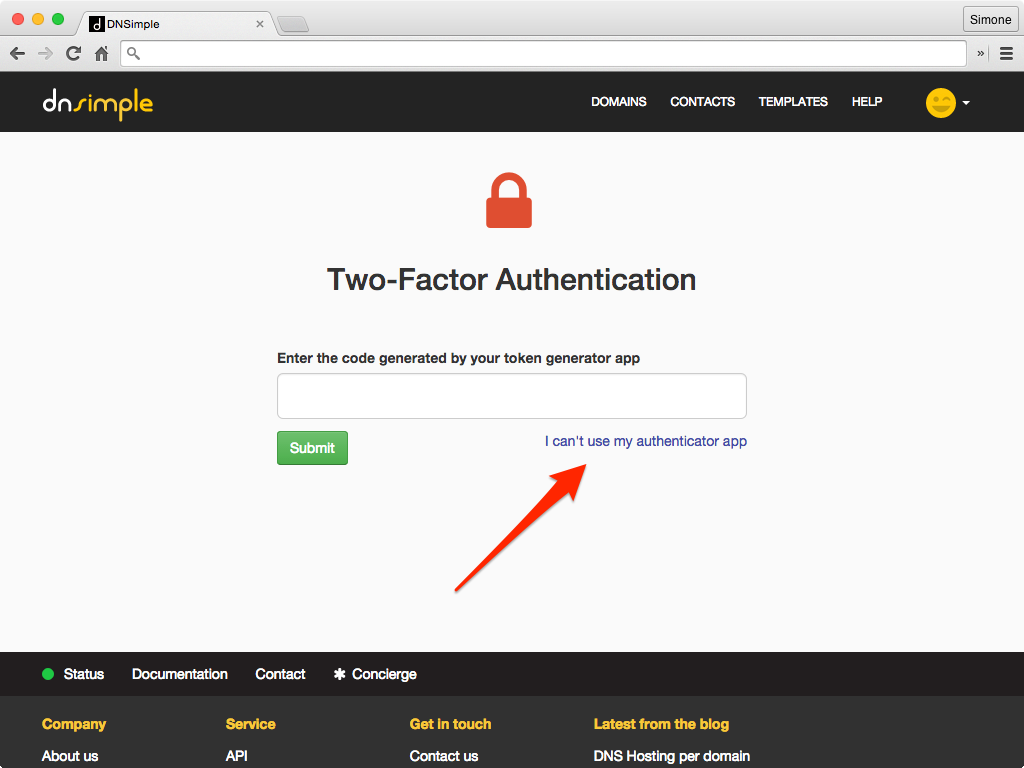 DNSimple
Simone
dnsimple
DOMAINS CONTACTS TEMPLATES HELP
Two-Factor Authentication
Enter the code generated by your token generator app
Submit
I can't use my authenticator app
Status Documentation Contact ✱ Concierge
Company Service Get in touch Latest from the blog
About us API Contact us DNS Hosting per domain